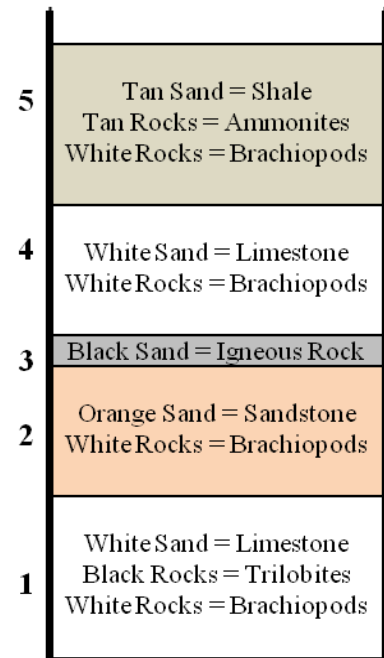 5
Tan Sand = Shale
Tan Rocks = Ammonites
White Rocks = Brachiopods
4
White Sand = Limestone
White Rocks = Brachiopods
3
Black Sand = Igneous Rock
2
Orange Sand = Sandstone
White Rocks = Brachiopods
1
White Sand = Limestone
Black Rocks = Trilobites
White Rocks = Brachiopods